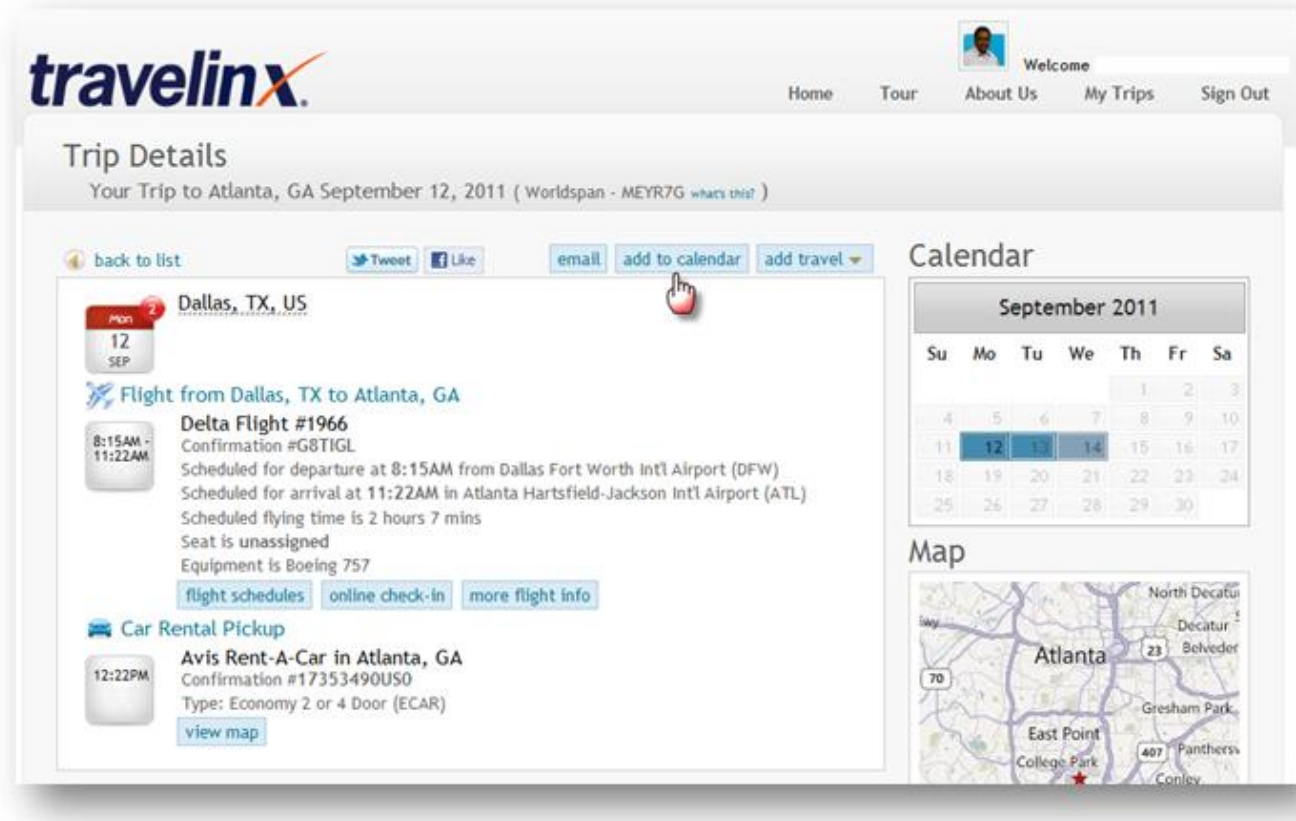 travelinx.
Welcome
Home Tour About Us My Trips Sign Out
Trip Details
Your Trip to Atlanta, GA September 12, 2011 ( Worldspan - MEYR7G what's this? )
back to list
Tweet Like
email add to calendar add travel
Mon 2
12
SEP
Dallas, TX, US
Flight from Dallas, TX to Atlanta, GA
8:15AM -
11:22AM
Delta Flight #1966
Confirmation #G8TIGL
Scheduled for departure at 8:15AM from Dallas Fort Worth Int'l Airport (DFW)
Scheduled for arrival at 11:22AM in Atlanta Hartsfield-Jackson Int'l Airport (ATL)
Scheduled flying time is 2 hours 7 mins
Seat is unassigned
Equipment is Boeing 757
flight schedules online check-in more flight info
Car Rental Pickup
12:22PM
Avis Rent-A-Car in Atlanta, GA
Confirmation #17353490US0
Type: Economy 2 or 4 Door (ECAR)
view map
Calendar
September 2011
Su Mo Tu We Th Fr Sa
1 2 3
4 5 6 7 8 9 10
11 12 13 14 15 16 17
18 19 20 21 22 23 24
25 26 27 28 29 30
Map
North Decatu
Decatur
Atlanta 23 Belveder
70
Gresham Park
East Point
407 Panthersv
College Park
Conley